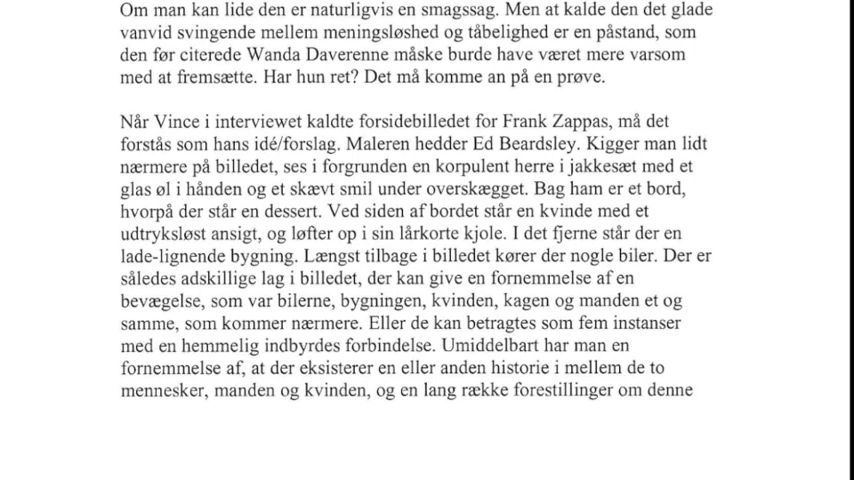 Om man kan lide den er naturligvis en smagssag. Men at kalde den det glade
vanvid svingende mellem meningsløshed og tåbelighed er en påstand, som
den før citerede Wanda Daverenne måske burde have været mere varsom
med at fremsætte. Har hun ret? Det må komme an på en prøve.

Når Vince i interviewet kaldte forsidebilledet for Frank Zappas, må det
forstås som hans idé/forslag. Maleren hedder Ed Beardsley. Kigger man lidt
nærmere på billedet, ses i forgrunden en korpulent herre i jakkesæt med et
glas øl i hånden og et skævt smil under overskægget. Bag ham er et bord,
hvorpå der står en dessert. Ved siden af bordet står en kvinde med et
udtryksløst ansigt, og løfter op i sin lårkorte kjole. I det fjerne står der en
lade-lignende bygning. Længst tilbage i billedet kører der nogle biler. Der er
således adskillige lag i billedet, der kan give en fornemmelse af en
bevægelse, som var bilerne, bygningen, kvinden, kagen og manden et og
samme, som kommer nærmere. Eller de kan betragtes som fem instanser
med en hemmelig indbyrdes forbindelse. Umiddelbart har man en
fornemmelse af, at der eksisterer en eller anden historie i mellem de to
mennesker, manden og kvinden, og en lang række forestillinger om denne